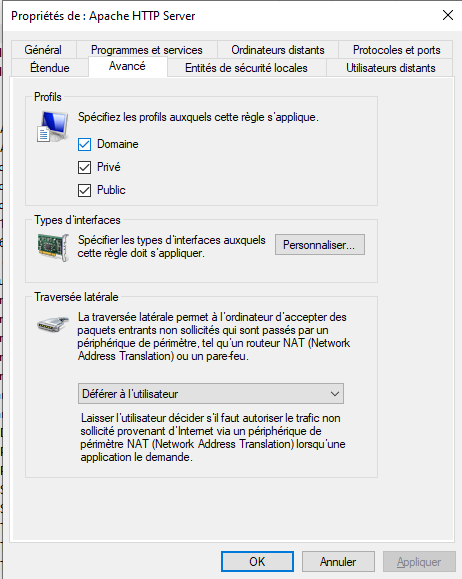 Propriétés de : Apache HTTP Server
Général
Programmes et services
Ordinateurs distants
Protocoles et ports
Étendue
Avancé
Entités de sécurité locales
Utilisateurs distants
Profils
Spécifiez les profils auxquels cette règle s'applique.
Domaine
Privé
Public
Types d'interfaces
Spécifier les types d'interfaces auxquels
cette règle doit s'appliquer.
Personnaliser...
Traversée latérale
La traversée latérale permet à l'ordinateur d'accepter des
paquets entrants non sollicités qui sont passés par un
périphérique de périmètre, tel qu'un routeur NAT (Network
Address Translation) ou un pare-feu.
Déférer à l'utilisateur
Laisser l'utilisateur décider s'il faut autoriser le trafic non
sollicité provenant d'Internet via un périphérique de
périmètre NAT (Network Address Translation) lorsqu'une
application le demande.
OK
Annuler
Appliquer